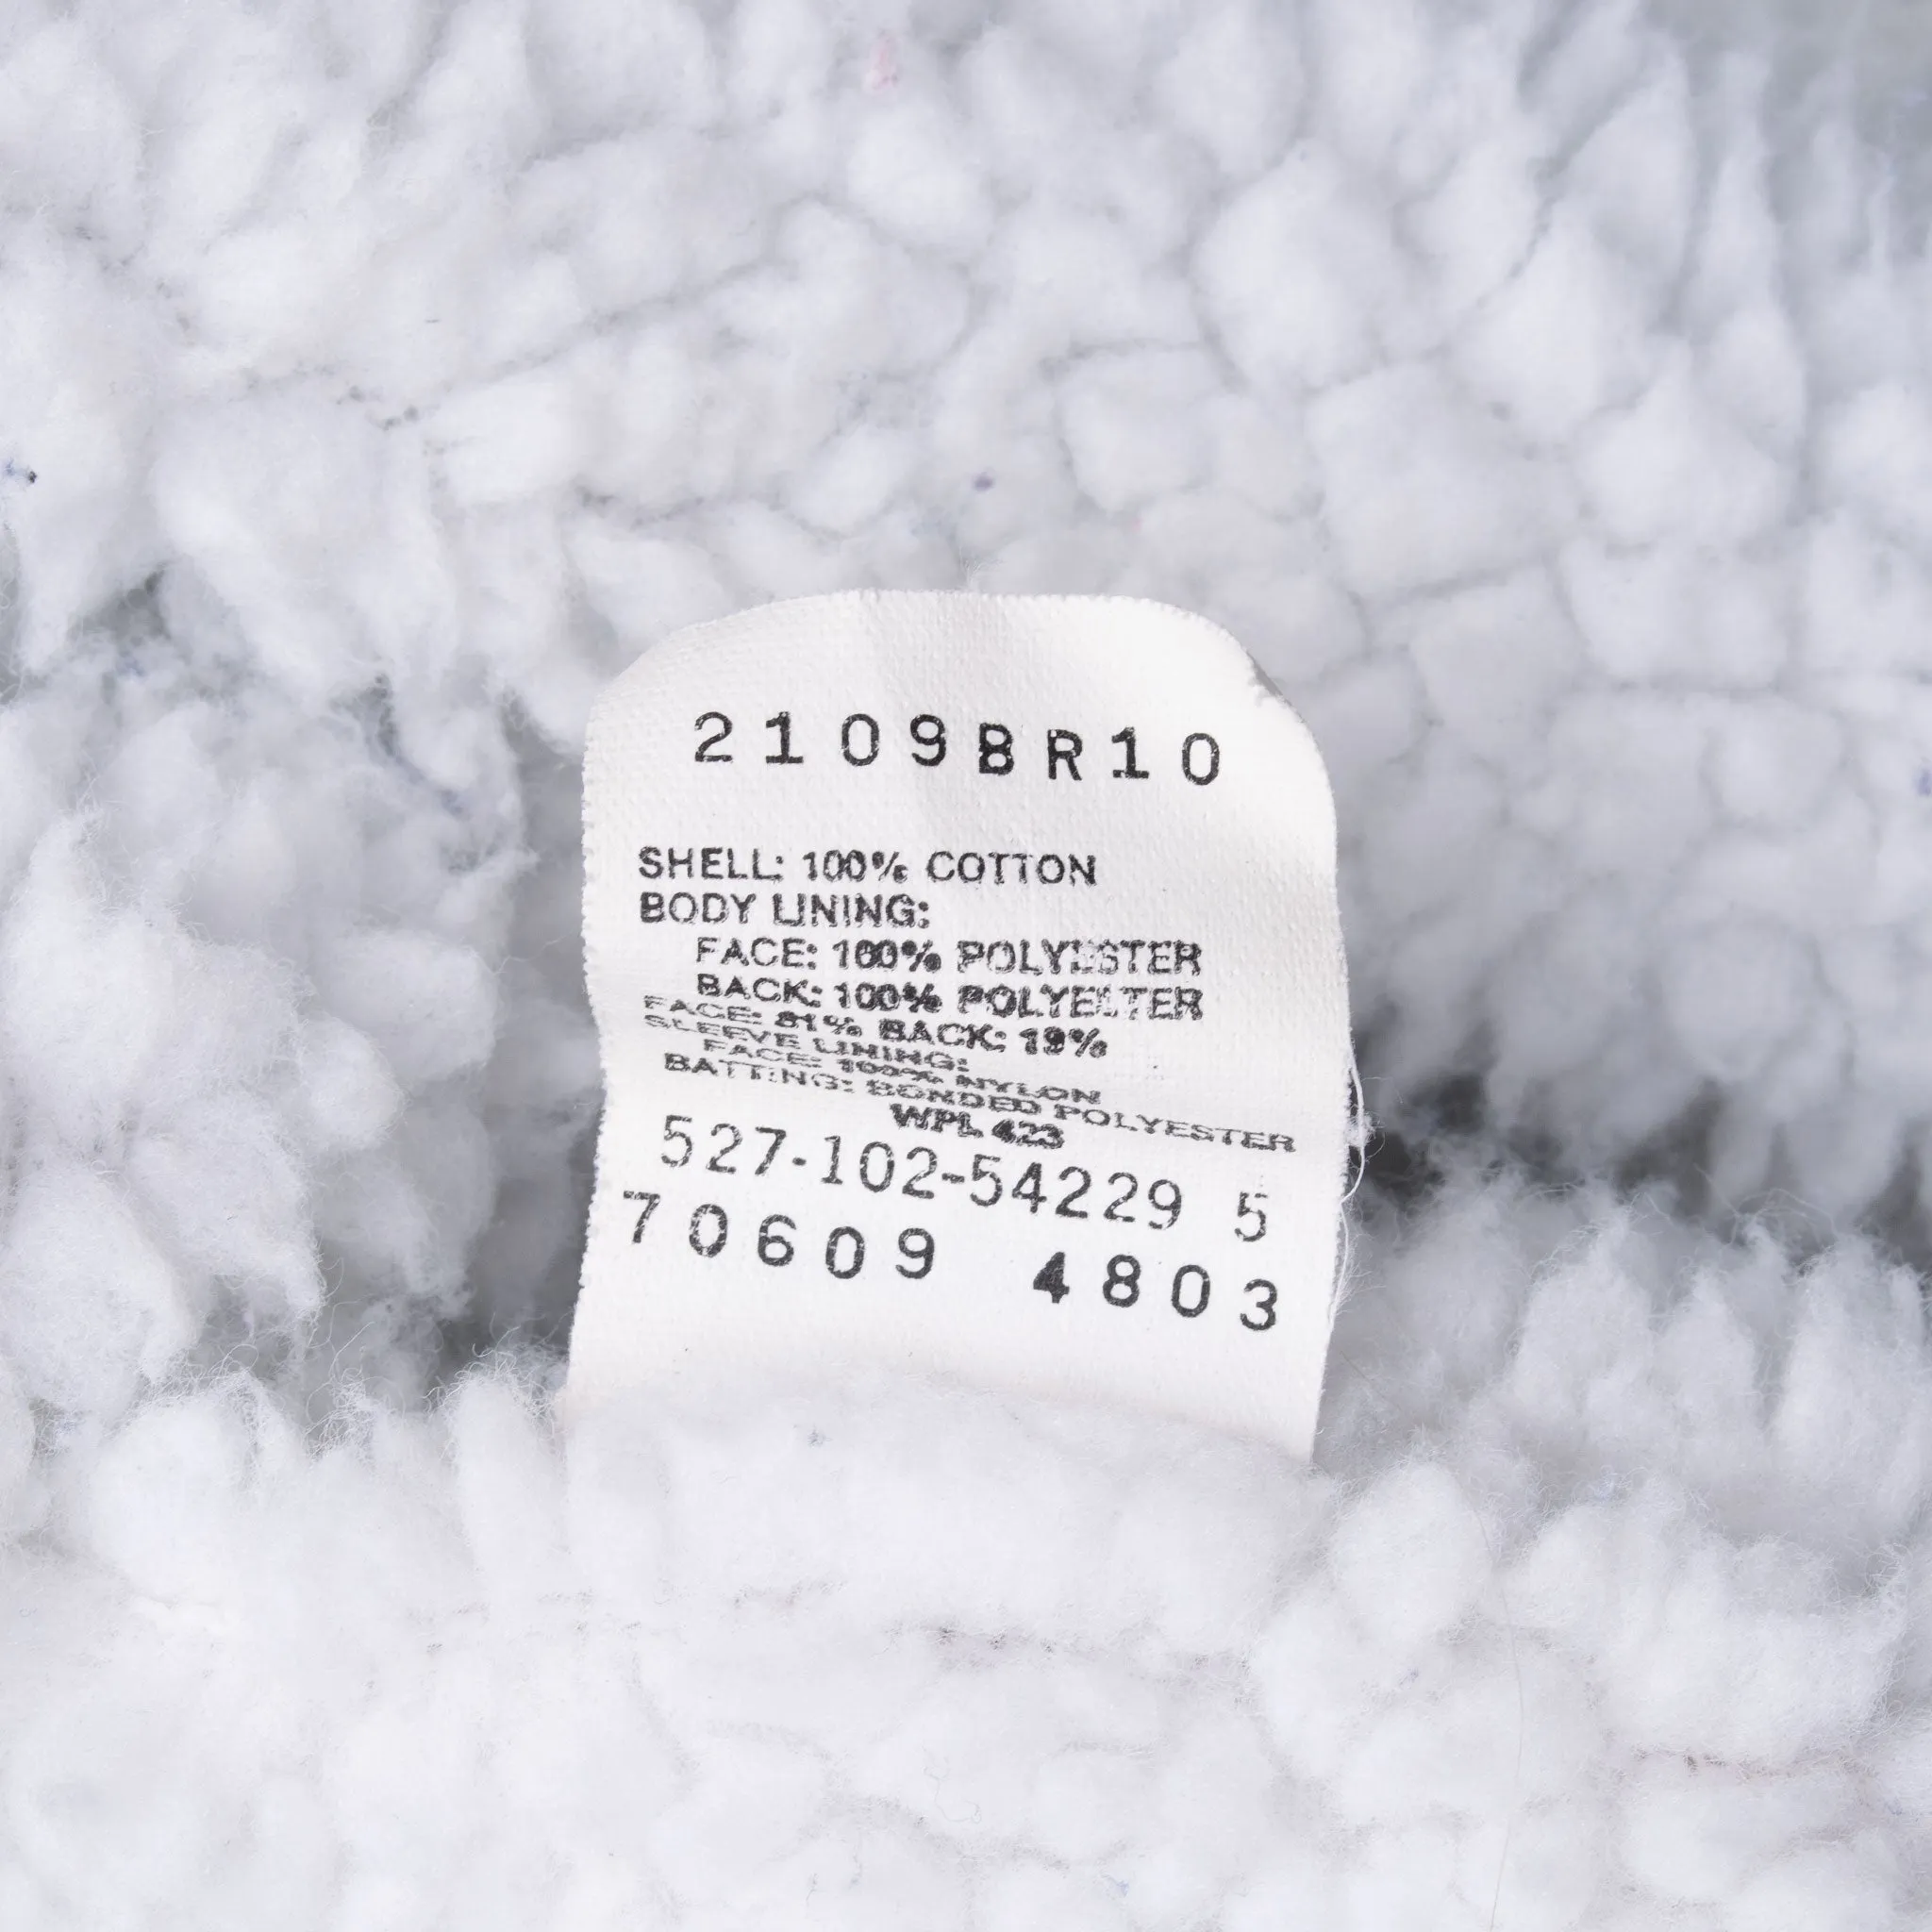 2109BR10
SHELL: 100% COTTON
BODY LINING:
FACE: 100% POLYESTER
BACK: 100% POLYESTER
FACE: 81% BACK: 19%
SLEEVE LINING:
FACE: 100% NYLON
BATTING: BONDED POLYESTER
WPL 423
527-102-54229 5
70609 4803